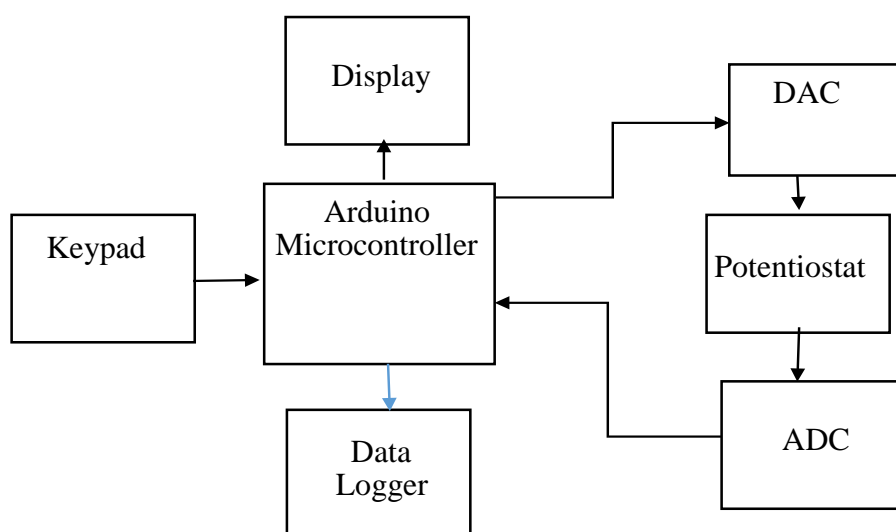 Display
DAC
Arduino
Microcontroller
Keypad
Potentiostat
ADC
Data
Logger